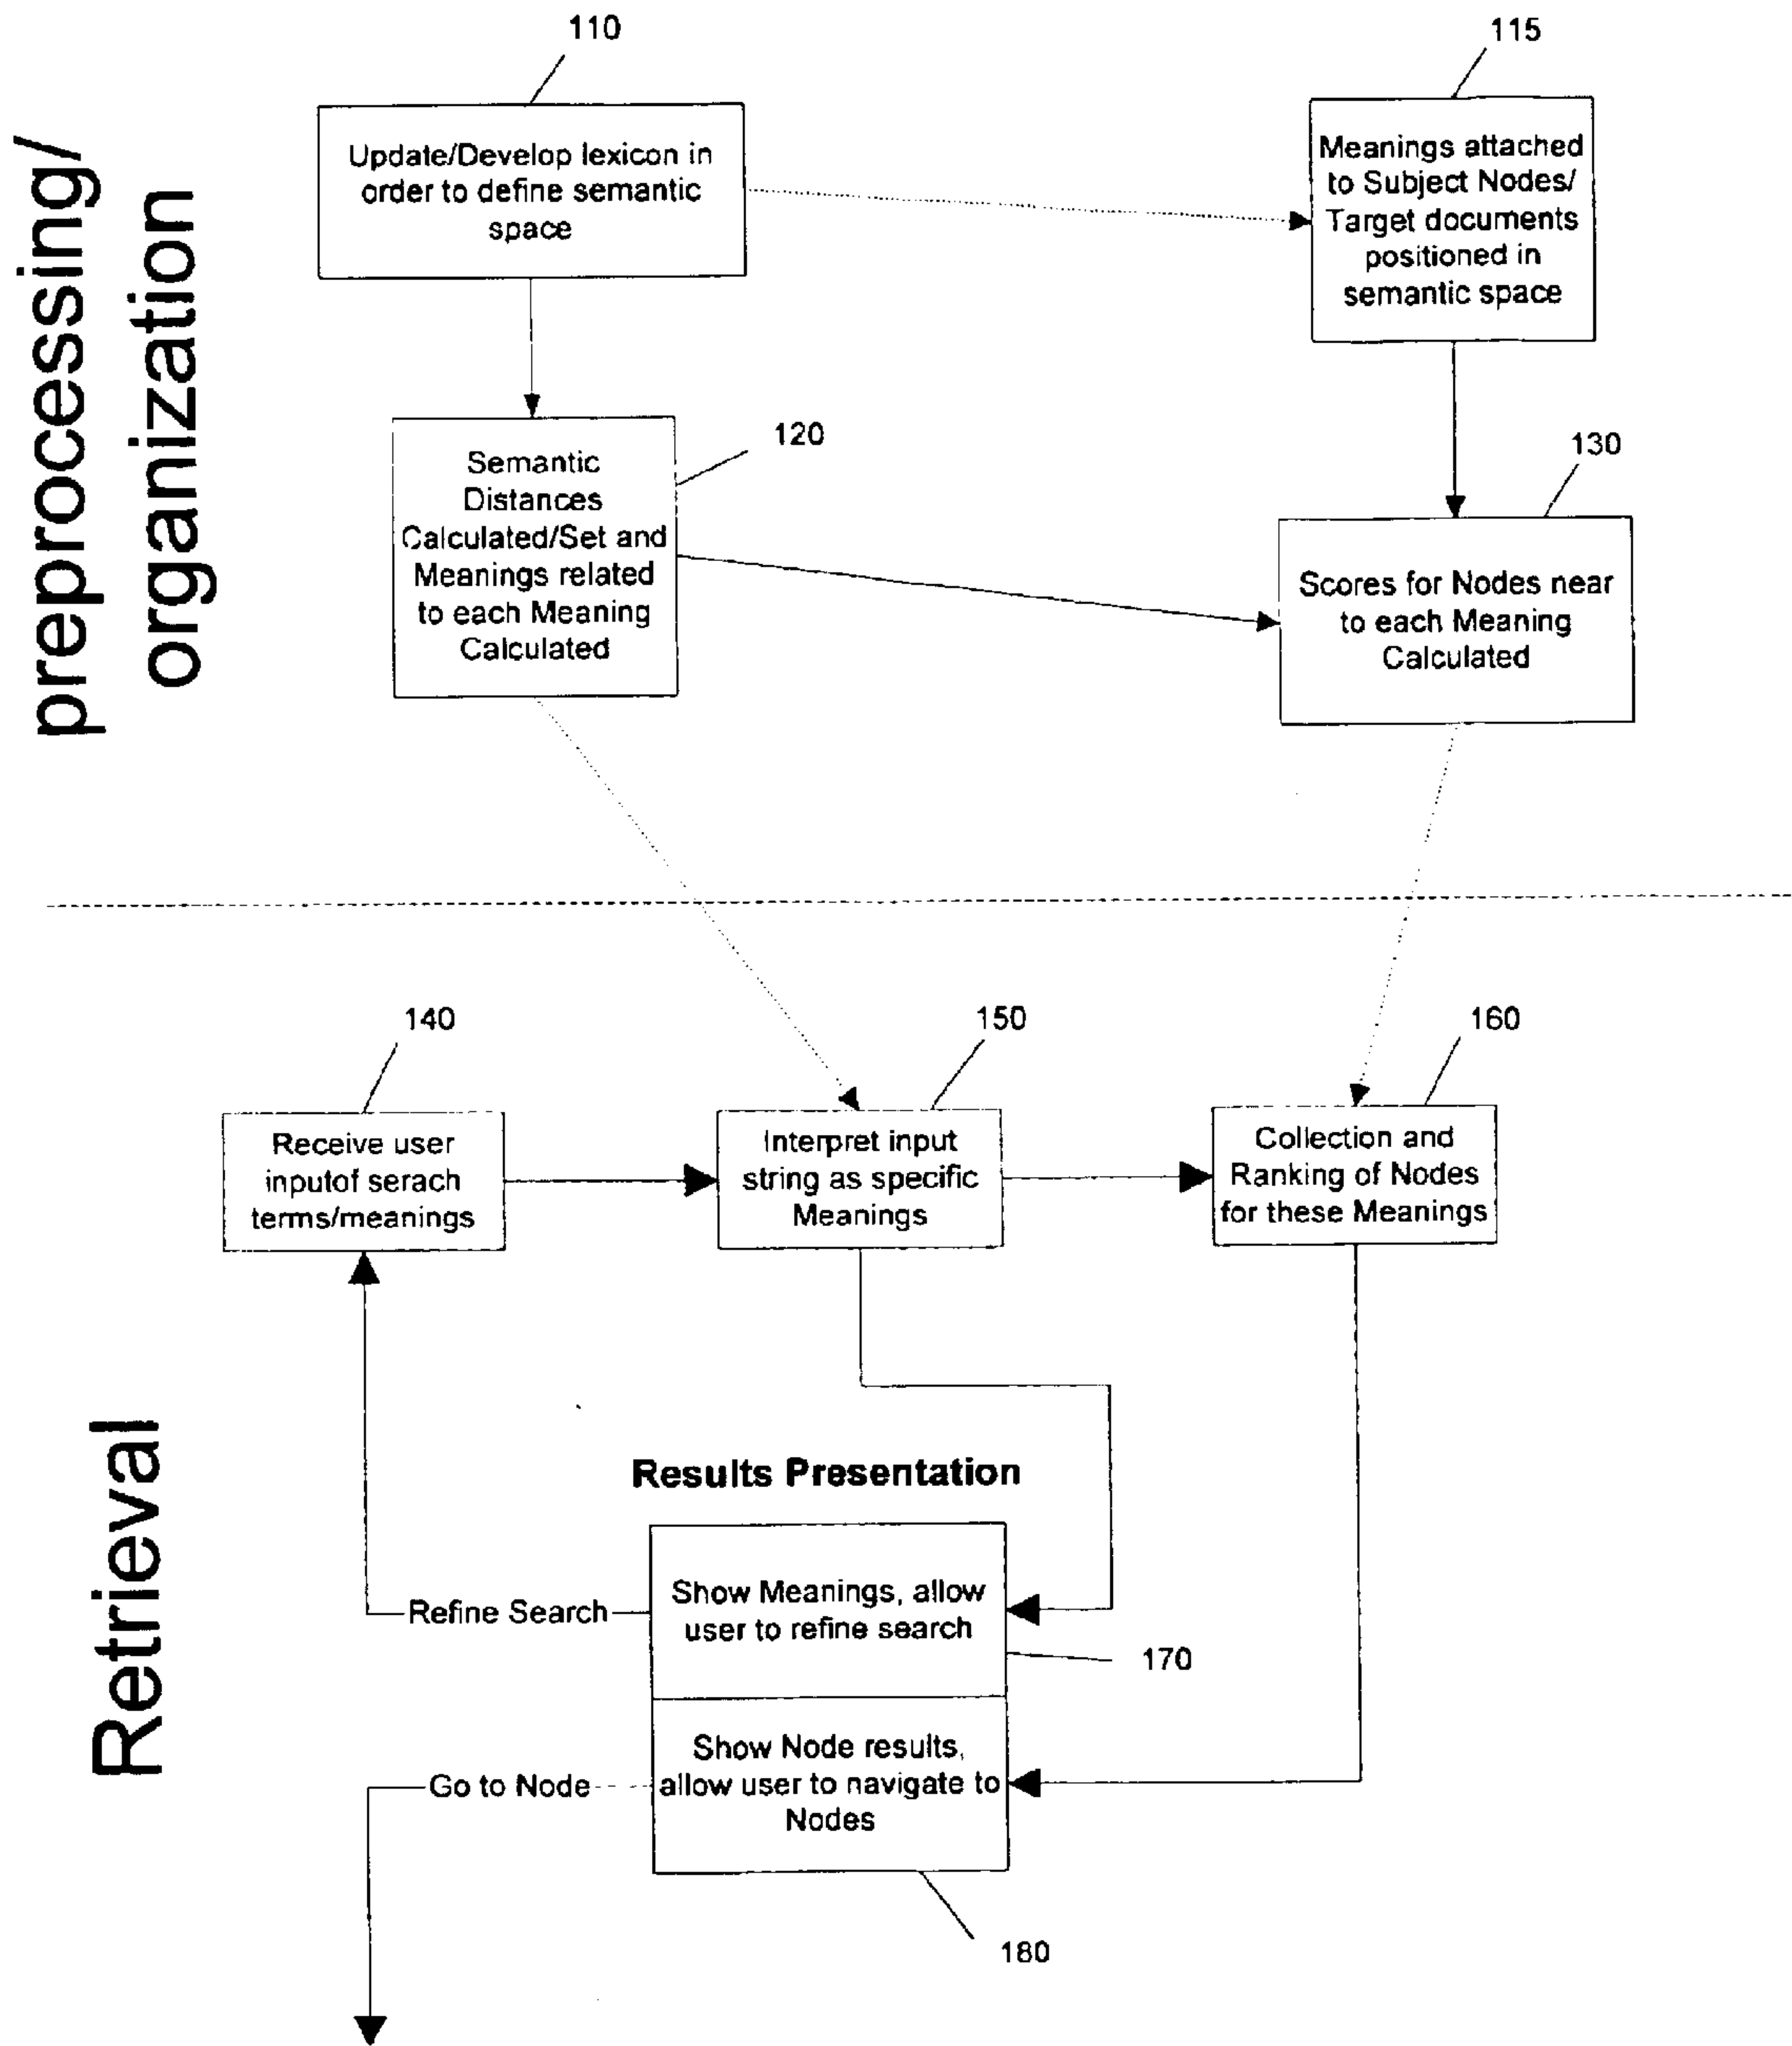 preprocessing/
organization
110
Update/Develop lexicon in
order to define semantic
space
115
Meanings attached
to Subject Nodes/
Target documents
positioned in
semantic space
120
Semantic
Distances
Calculated/Set and
Meanings related
to each Meaning
Calculated
130
Scores for Nodes near
to each Meaning
Calculated
Retrieval
140
Receive user
inputof serach
terms/meanings
150
Interpret input
string as specific
Meanings
160
Collection and
Ranking of Nodes
for these Meanings
Results Presentation
Show Meanings, allow
user to refine search
Refine Search
170
Show Node results,
allow user to navigate to
Nodes
Go to Node
180